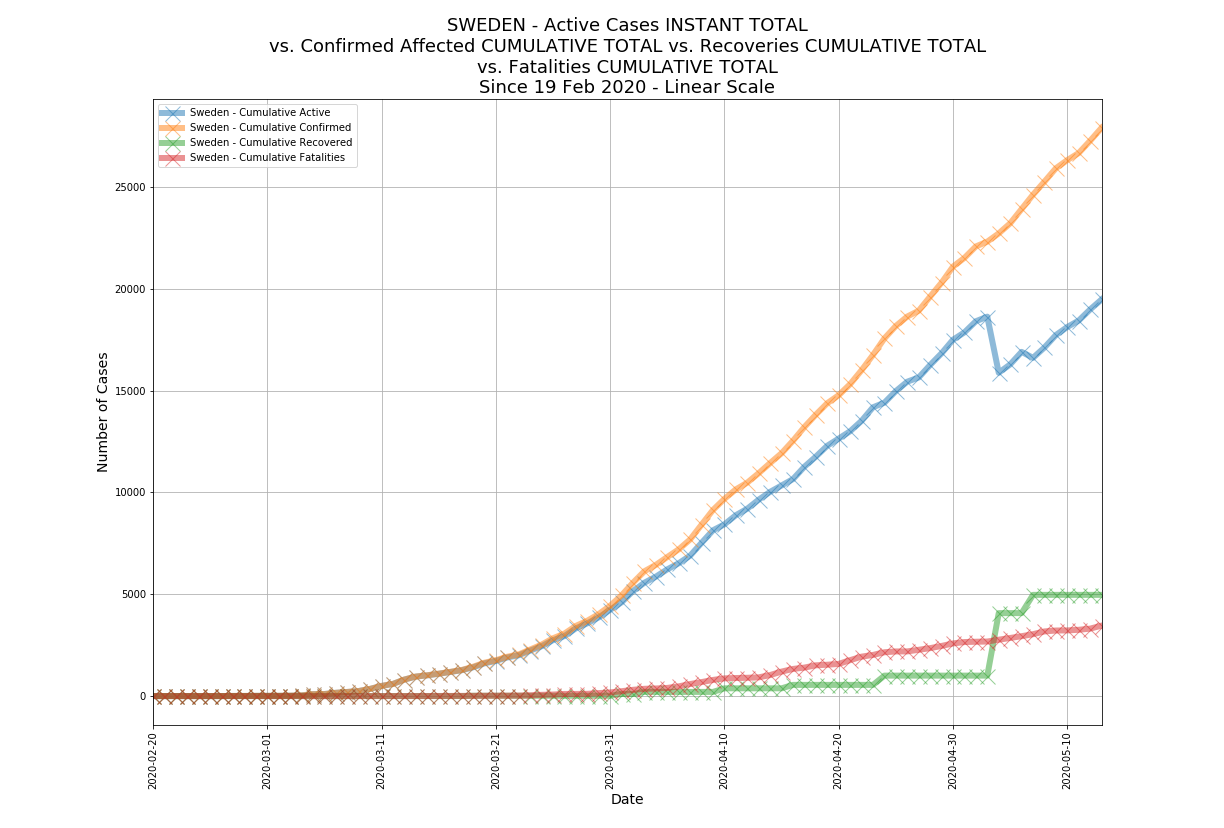 SWEDEN - Active Cases INSTANT TOTAL
vs. Confirmed Affected CUMULATIVE TOTAL vs. Recoveries CUMULATIVE TOTAL
vs. Fatalities CUMULATIVE TOTAL
Since 19 Feb 2020 - Linear Scale
Sweden - Cumulative Active
Sweden - Cumulative Confirmed
Sweden - Cumulative Recovered
Sweden - Cumulative Fatalities
Number of Cases
25000
20000
15000
10000
5000
0
2020-02-20
2020-03-01
2020-03-11
2020-03-21
2020-03-31
2020-04-10
2020-04-20
2020-04-30
2020-05-10
Date